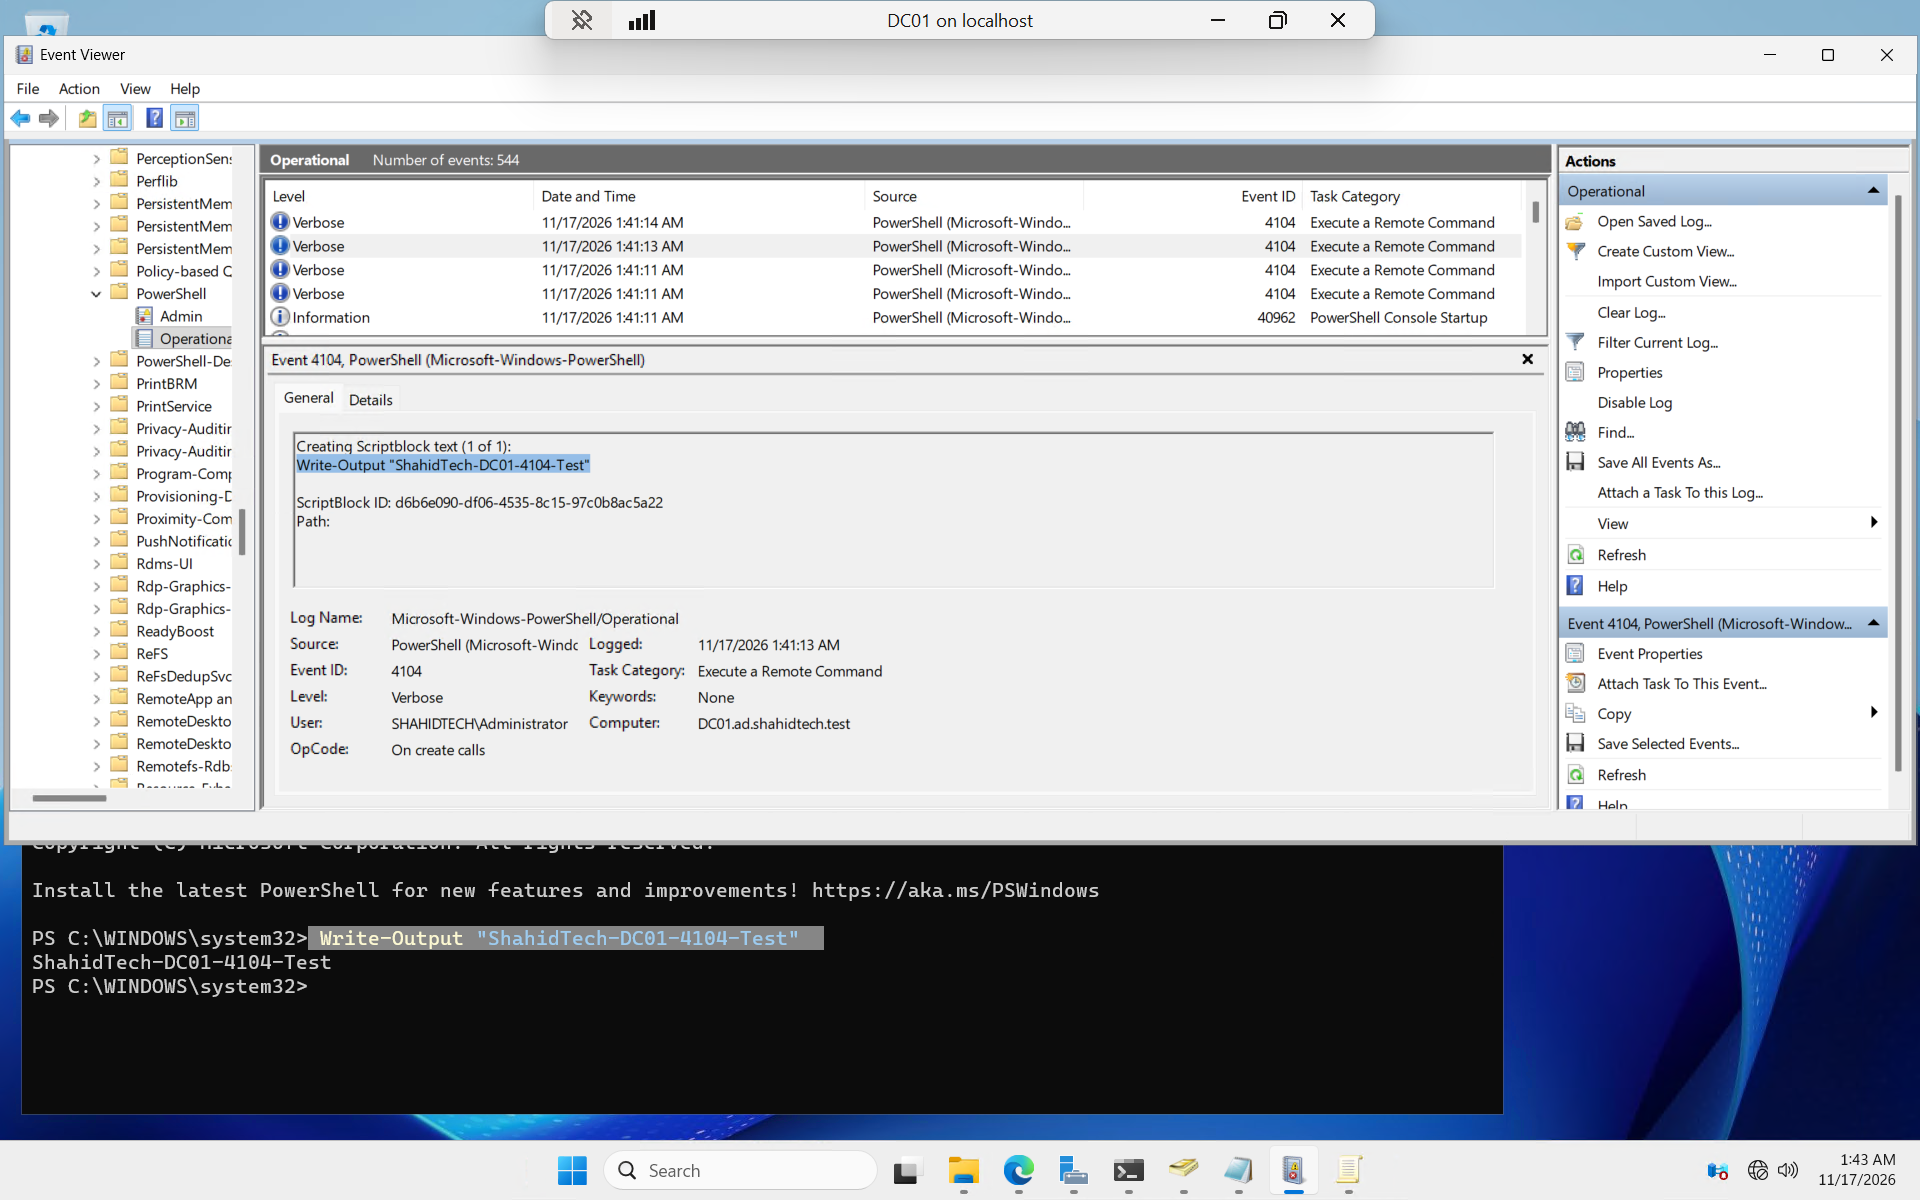 DC01 on localhost
Event Viewer
File Action View Help
PerceptionSens
Perflib
PersistentMem
PersistentMem
PersistentMem
Policy-based Q
PowerShell
Admin
Operationa
PowerShell-De
PrintBRM
PrintService
Privacy-Auditin
Privacy-Auditin
Program-Comp
Provisioning-D
Proximity-Com
PushNotificatio
Rdms-UI
Rdp-Graphics-
Rdp-Graphics-
ReadyBoost
ReFS
ReFsDedupSvc
RemoteApp an
RemoteDeskto
RemoteDeskto
Remotefs-Rdb
Operational Number of events: 544
Level Date and Time Source Event ID Task Category
Verbose 11/17/2026 1:41:14 AM PowerShell (Microsoft-Windo... 4104 Execute a Remote Command
Verbose 11/17/2026 1:41:13 AM PowerShell (Microsoft-Windo... 4104 Execute a Remote Command
Verbose 11/17/2026 1:41:11 AM PowerShell (Microsoft-Windo... 4104 Execute a Remote Command
Verbose 11/17/2026 1:41:11 AM PowerShell (Microsoft-Windo... 4104 Execute a Remote Command
Information 11/17/2026 1:41:11 AM PowerShell (Microsoft-Windo... 40962 PowerShell Console Startup
Event 4104, PowerShell (Microsoft-Windows-PowerShell)
General Details
Creating Scriptblock text (1 of 1):
Write-Output "ShahidTech-DC01-4104-Test"
ScriptBlock ID: d6b6e090-df06-4535-8c15-97c0b8ac5a22
Path:
Log Name: Microsoft-Windows-PowerShell/Operational
Source: PowerShell (Microsoft-Windo Logged: 11/17/2026 1:41:13 AM
Event ID: 4104 Task Category: Execute a Remote Command
Level: Verbose Keywords: None
User: SHAHIDTECH\Administrator Computer: DC01.ad.shahidtech.test
OpCode: On create calls
Actions
Operational
Open Saved Log...
Create Custom View...
Import Custom View...
Clear Log...
Filter Current Log...
Properties
Disable Log
Find...
Save All Events As...
Attach a Task To this Log...
View
Refresh
Help
Event 4104, PowerShell (Microsoft-Window...
Event Properties
Attach Task To This Event...
Copy
Save Selected Events...
Refresh
Help
Copyright (C) Microsoft Corporation. All rights reserved.
Install the latest PowerShell for new features and improvements! https://aka.ms/PSWindows
PS C:\WINDOWS\system32> Write-Output "ShahidTech-DC01-4104-Test"
ShahidTech-DC01-4104-Test
PS C:\WINDOWS\system32>
Search
1:43 AM
11/17/2026